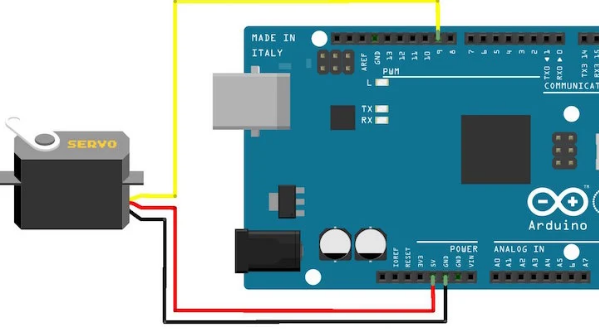 MADE IN
ITALY
AREF
GND
13
12
11
10
9
8
7
6
5
4
3
2
1
0
TX0
RX0
TX3 14
RX3 15
PWM
L
COMMUNICAT
TX
RX
SERVO
Arduino
POWER
ANALOG IN
IOREF
RESET
3V3
5V
GND
GND
VIN
A0
A1
A2
A3
A4
A5
A6
A7